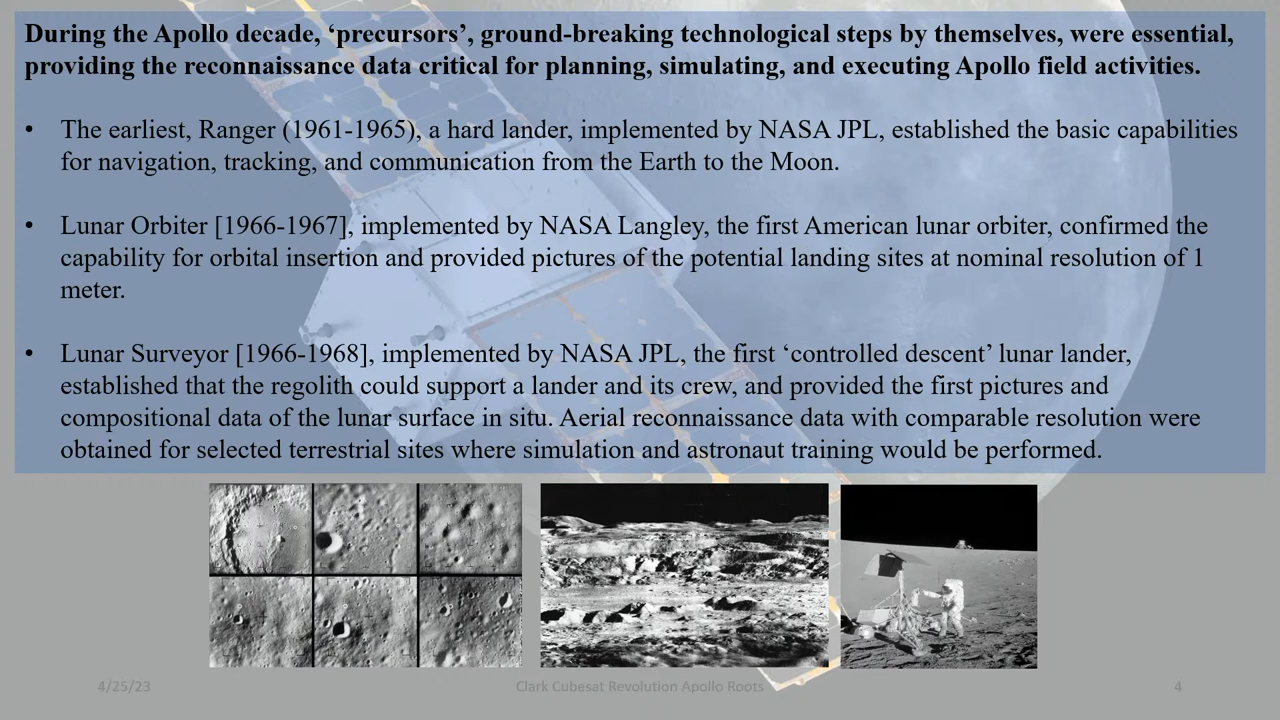 During the Apollo decade, ‘precursors’, ground-breaking technological steps by themselves, were essential,
providing the reconnaissance data critical for planning, simulating, and executing Apollo field activities.
• The earliest, Ranger (1961-1965), a hard lander, implemented by NASA JPL, established the basic capabilities
for navigation, tracking, and communication from the Earth to the Moon.
• Lunar Orbiter [1966-1967], implemented by NASA Langley, the first American lunar orbiter, confirmed the
capability for orbital insertion and provided pictures of the potential landing sites at nominal resolution of 1
meter.
• Lunar Surveyor [1966-1968], implemented by NASA JPL, the first ‘controlled descent’ lunar lander,
established that the regolith could support a lander and its crew, and provided the first pictures and
compositional data of the lunar surface in situ. Aerial reconnaissance data with comparable resolution were
obtained for selected terrestrial sites where simulation and astronaut training would be performed.
4/25/23
Clark Cubesat Revolution Apollo Roots
4